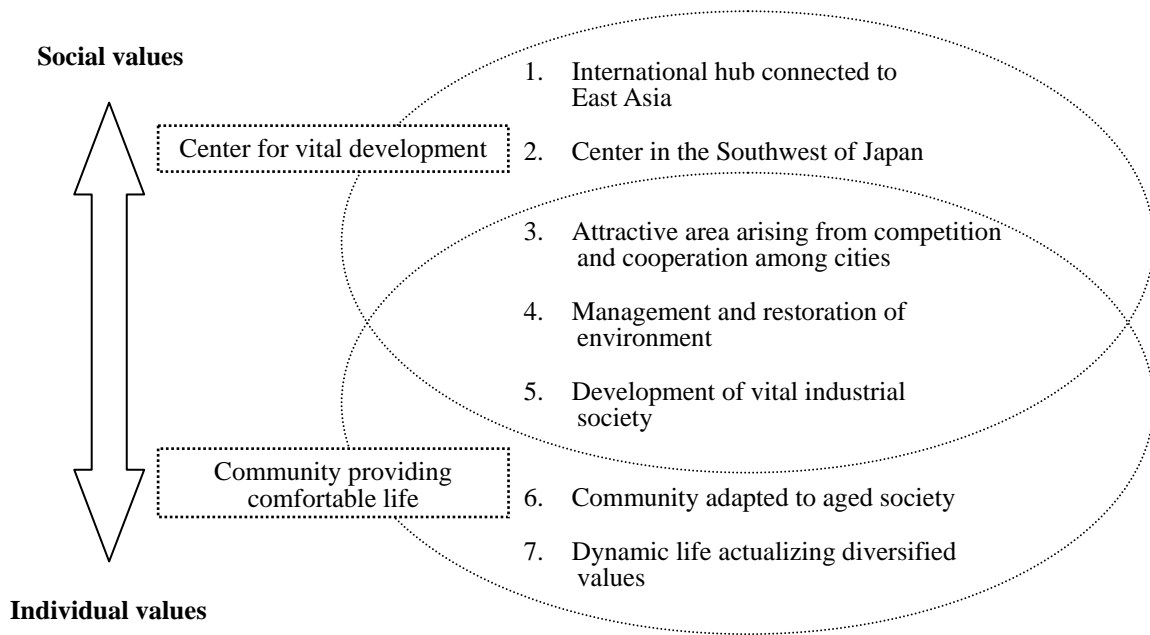 Social values
1. International hub connected to
East Asia
Center for vital development
2. Center in the Southwest of Japan
3. Attractive area arising from competition
and cooperation among cities
4. Management and restoration of
environment
5. Development of vital industrial
society
Community providing
comfortable life
6. Community adapted to aged society
7. Dynamic life actualizing diversified
values
Individual values